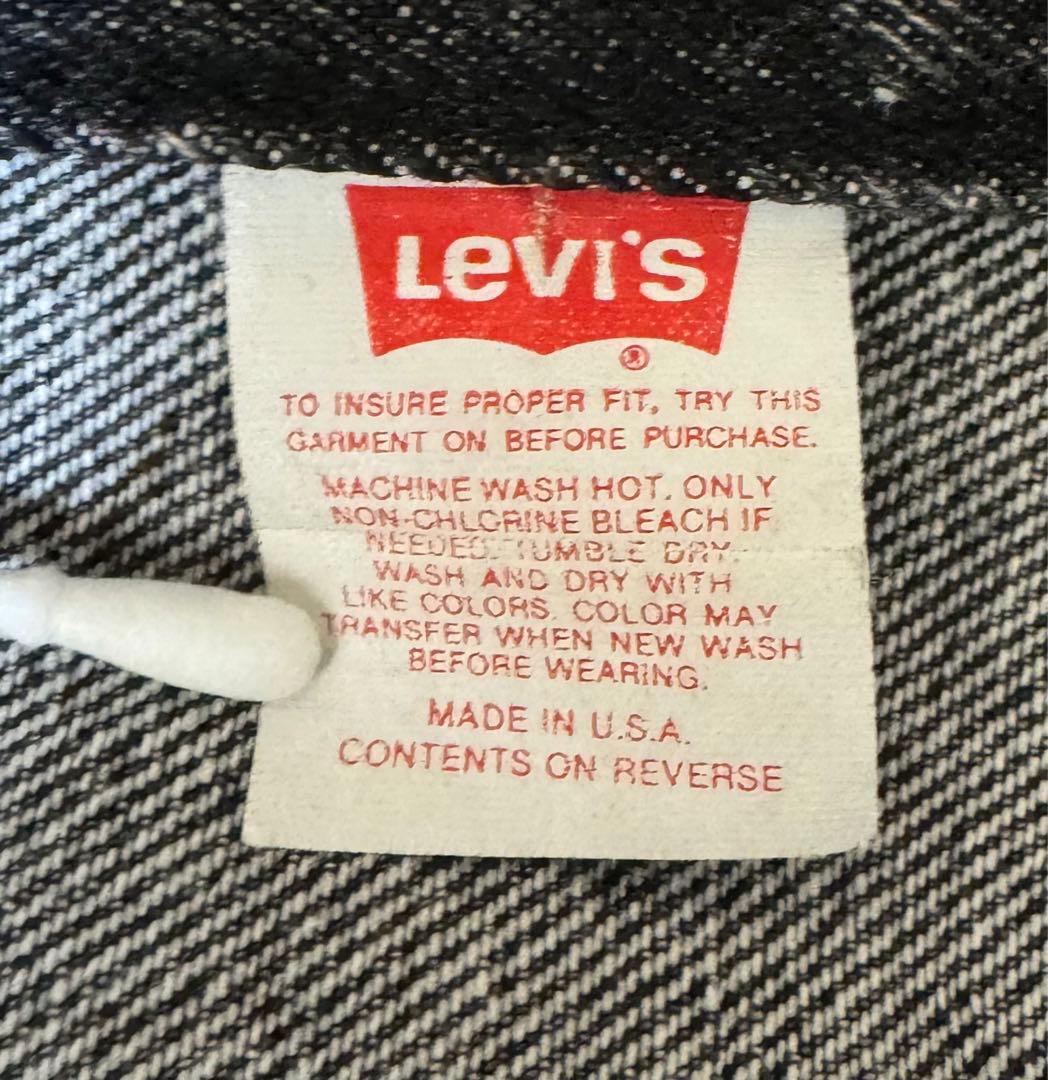 Levi's
®
TO INSURE PROPER FIT, TRY THIS
GARMENT ON BEFORE PURCHASE.
MACHINE WASH HOT. ONLY
NON-CHLORINE BLEACH IF
NEEDED. TUMBLE DRY.
WASH AND DRY WITH
LIKE COLORS. COLOR MAY
TRANSFER WHEN NEW WASH
BEFORE WEARING.
MADE IN U.S.A.
CONTENTS ON REVERSE